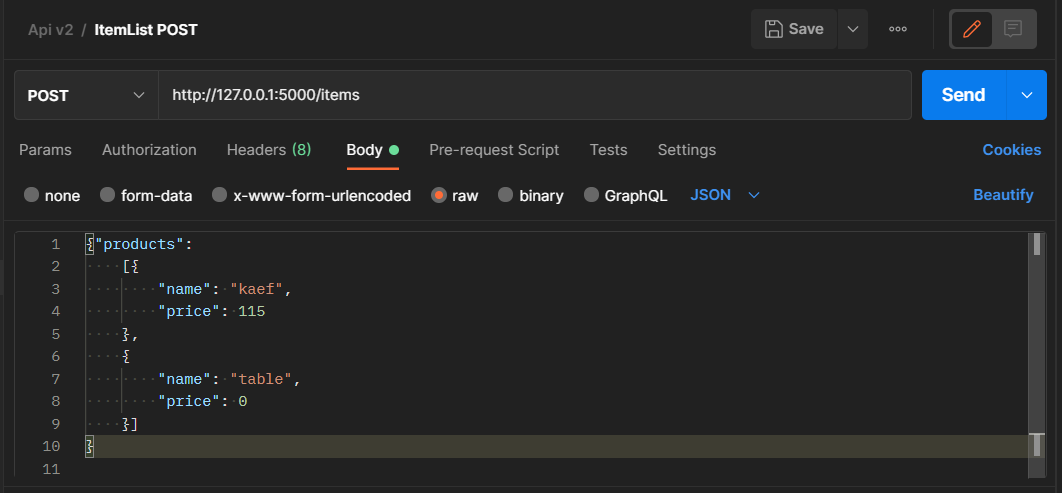 Api v2 / ItemList POST
Save
POST
http://127.0.0.1:5000/items
Send
Params Authorization Headers (8) Body Pre-request Script Tests Settings Cookies
none form-data x-www-form-urlencoded raw binary GraphQL JSON Beautify
1 {"products":
2 [{
3 "name": "kaef",
4 "price": 115
5 },
6 {
7 "name": "table",
8 "price": 0
9 }]
10 }
11